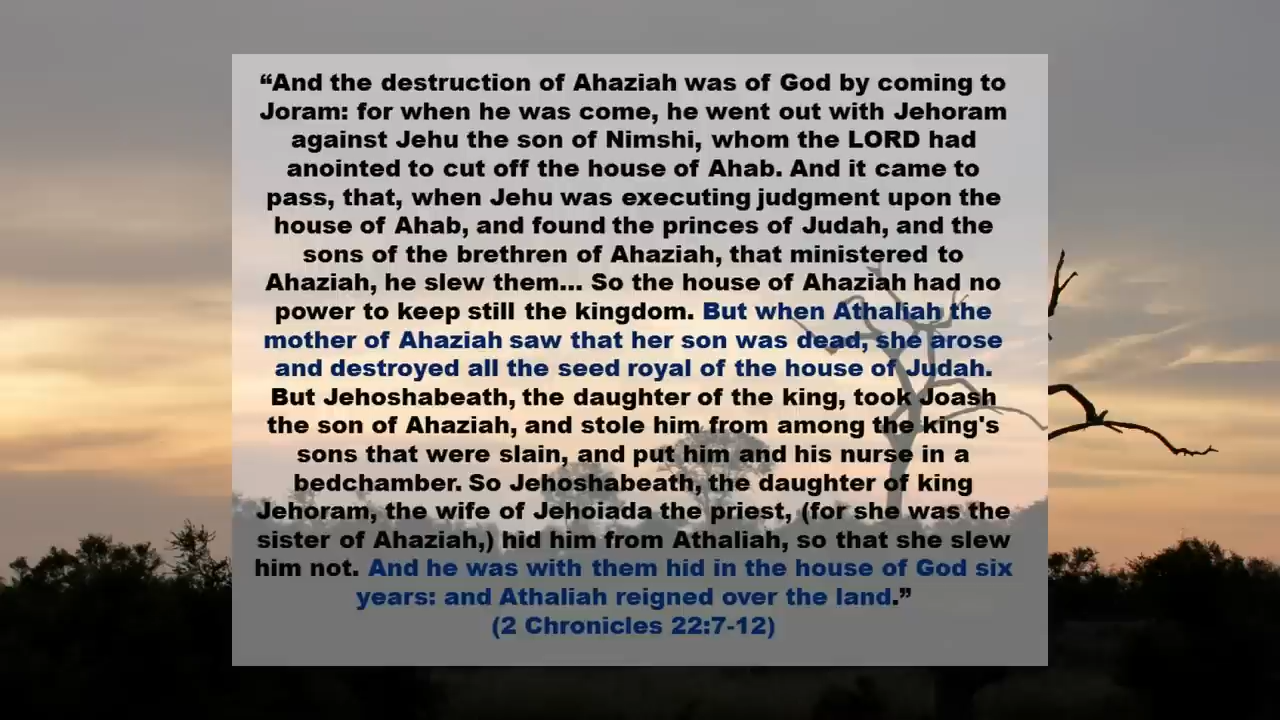 “And the destruction of Ahaziah was of God by coming to
Joram: for when he was come, he went out with Jehoram
against Jehu the son of Nimshi, whom the LORD had
anointed to cut off the house of Ahab. And it came to
pass, that, when Jehu was executing judgment upon the
house of Ahab, and found the princes of Judah, and the
sons of the brethren of Ahaziah, that ministered to
Ahaziah, he slew them... So the house of Ahaziah had no
power to keep still the kingdom. But when Athaliah the
mother of Ahaziah saw that her son was dead, she arose
and destroyed all the seed royal of the house of Judah.
But Jehoshabeath, the daughter of the king, took Joash
the son of Ahaziah, and stole him from among the king's
sons that were slain, and put him and his nurse in a
bedchamber. So Jehoshabeath, the daughter of king
Jehoram, the wife of Jehoiada the priest, (for she was the
sister of Ahaziah,) hid him from Athaliah, so that she slew
him not. And he was with them hid in the house of God six
years: and Athaliah reigned over the land.”
(2 Chronicles 22:7-12)